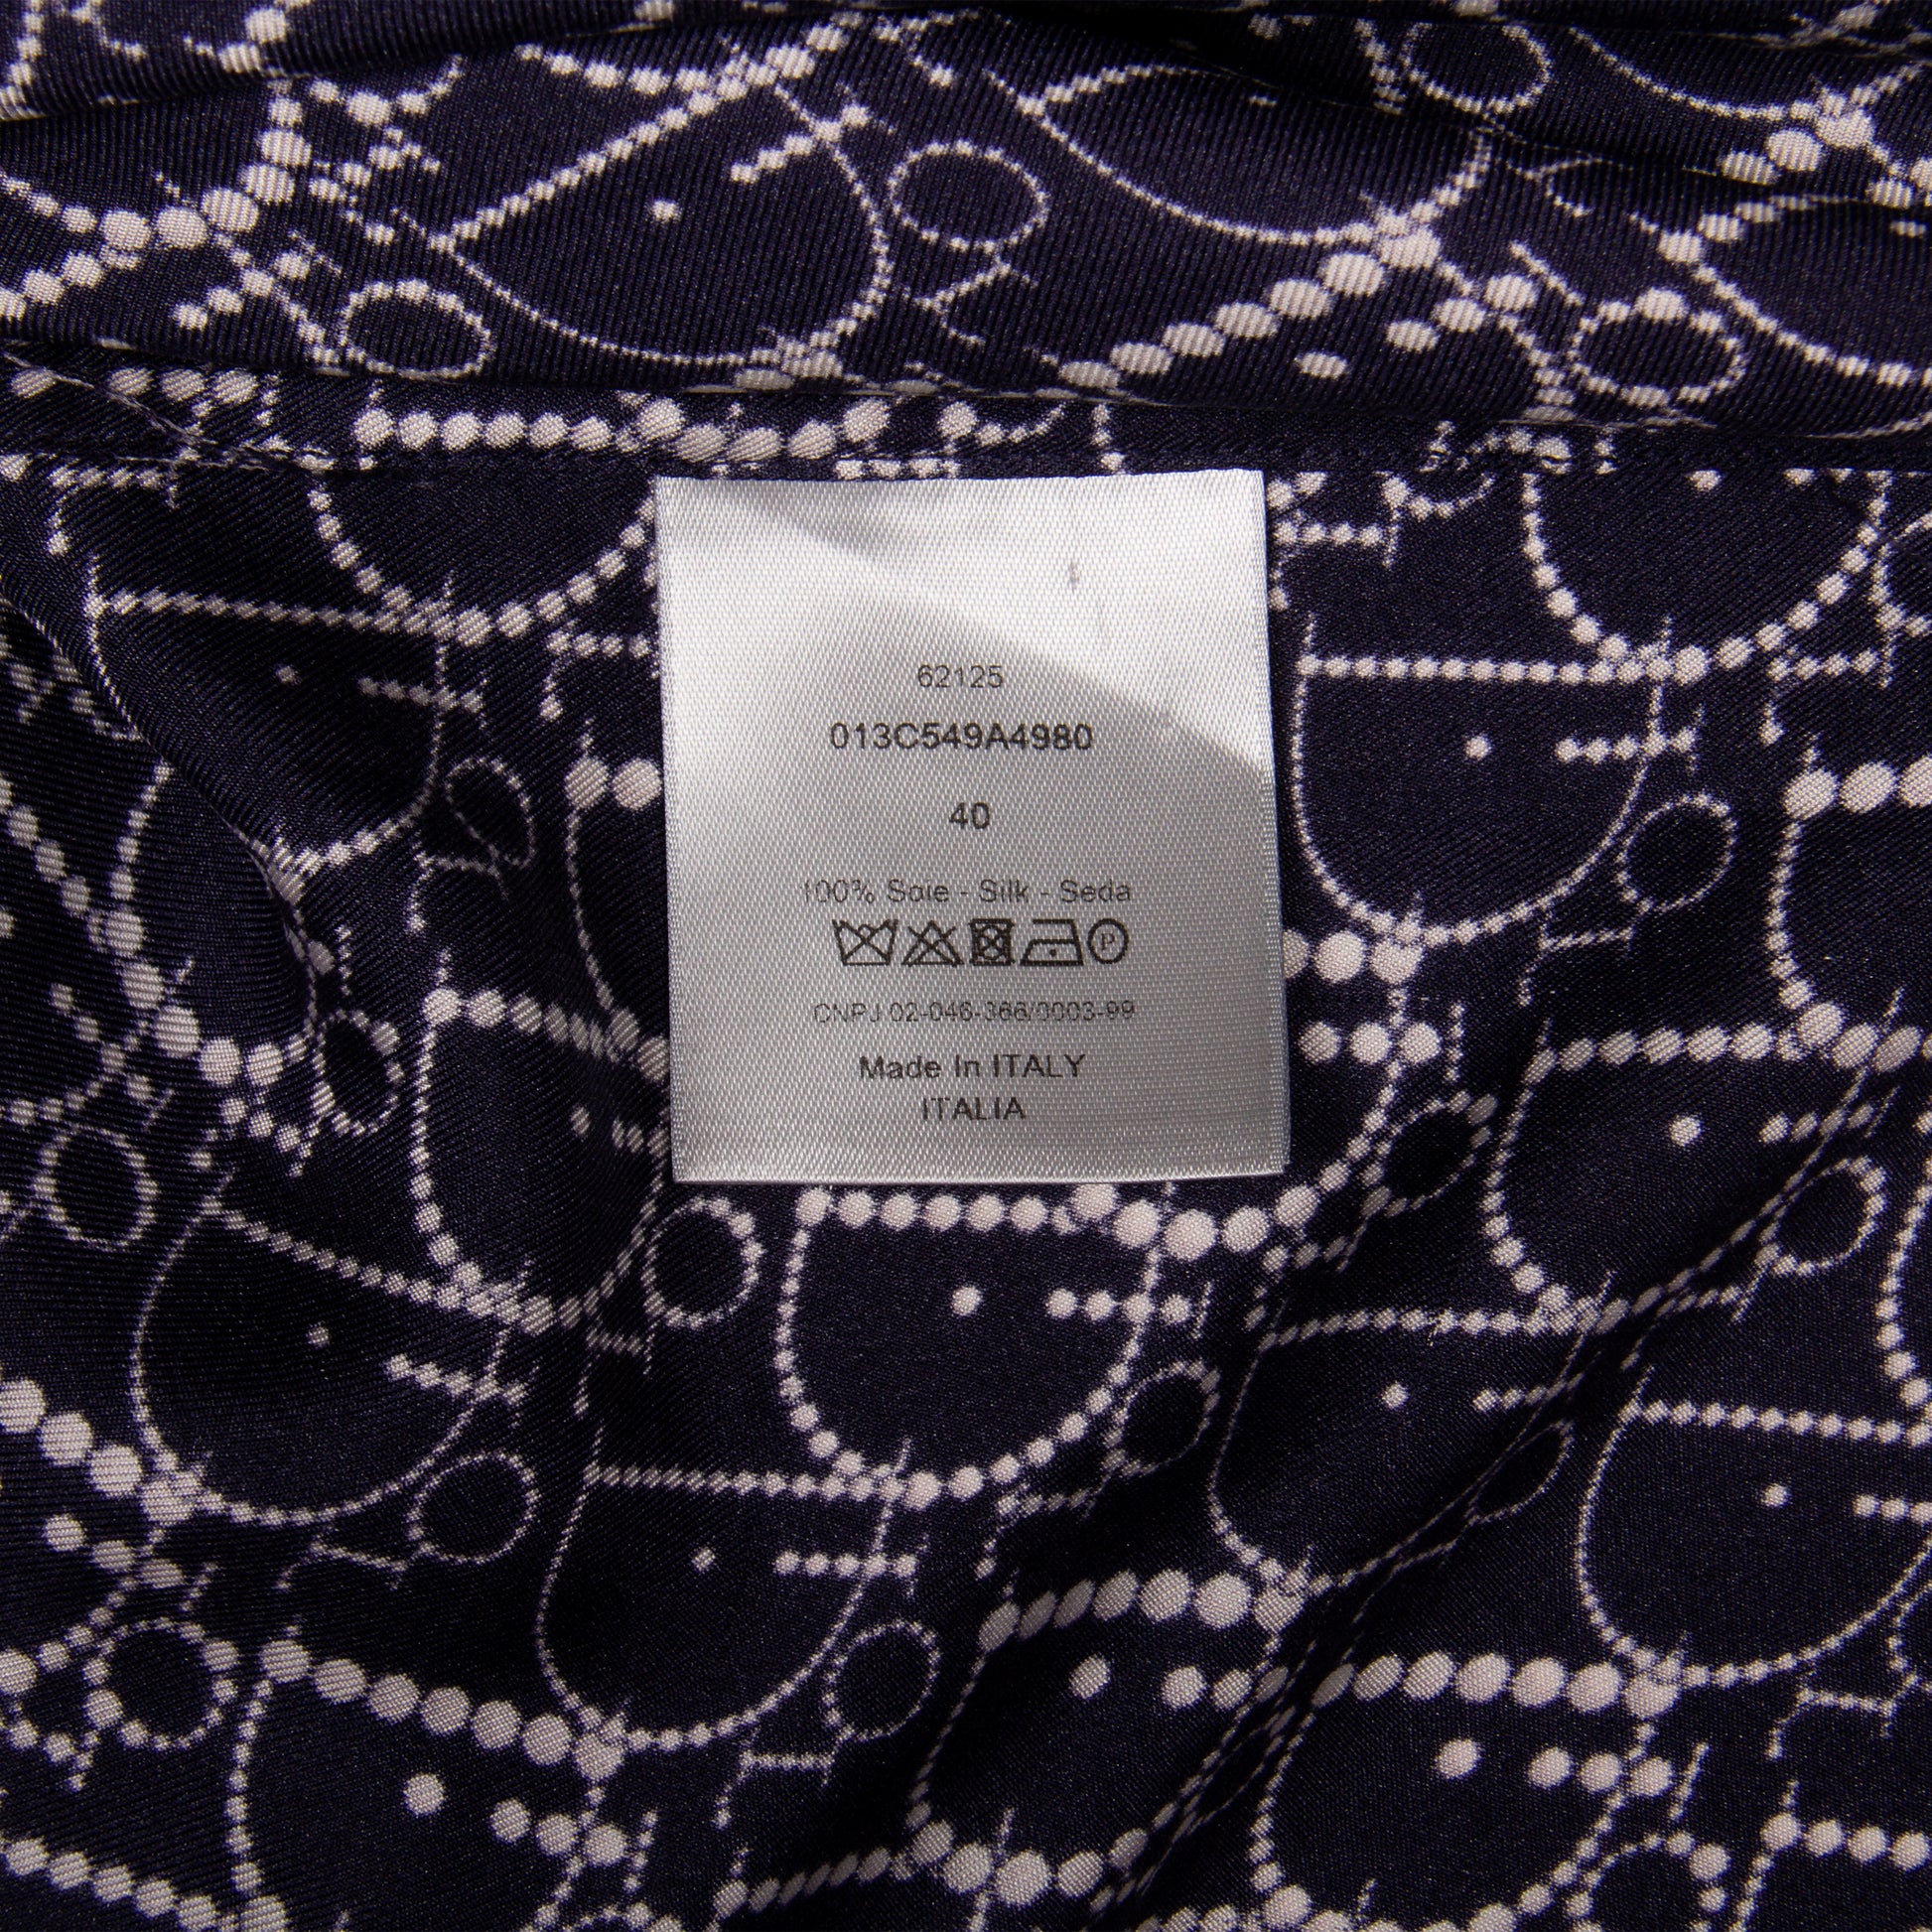 62125
013C549A4980
40
100% Soie - Silk - Seda
P
CNPJ 02-046-366/0003-99
Made In ITALY
ITALIA